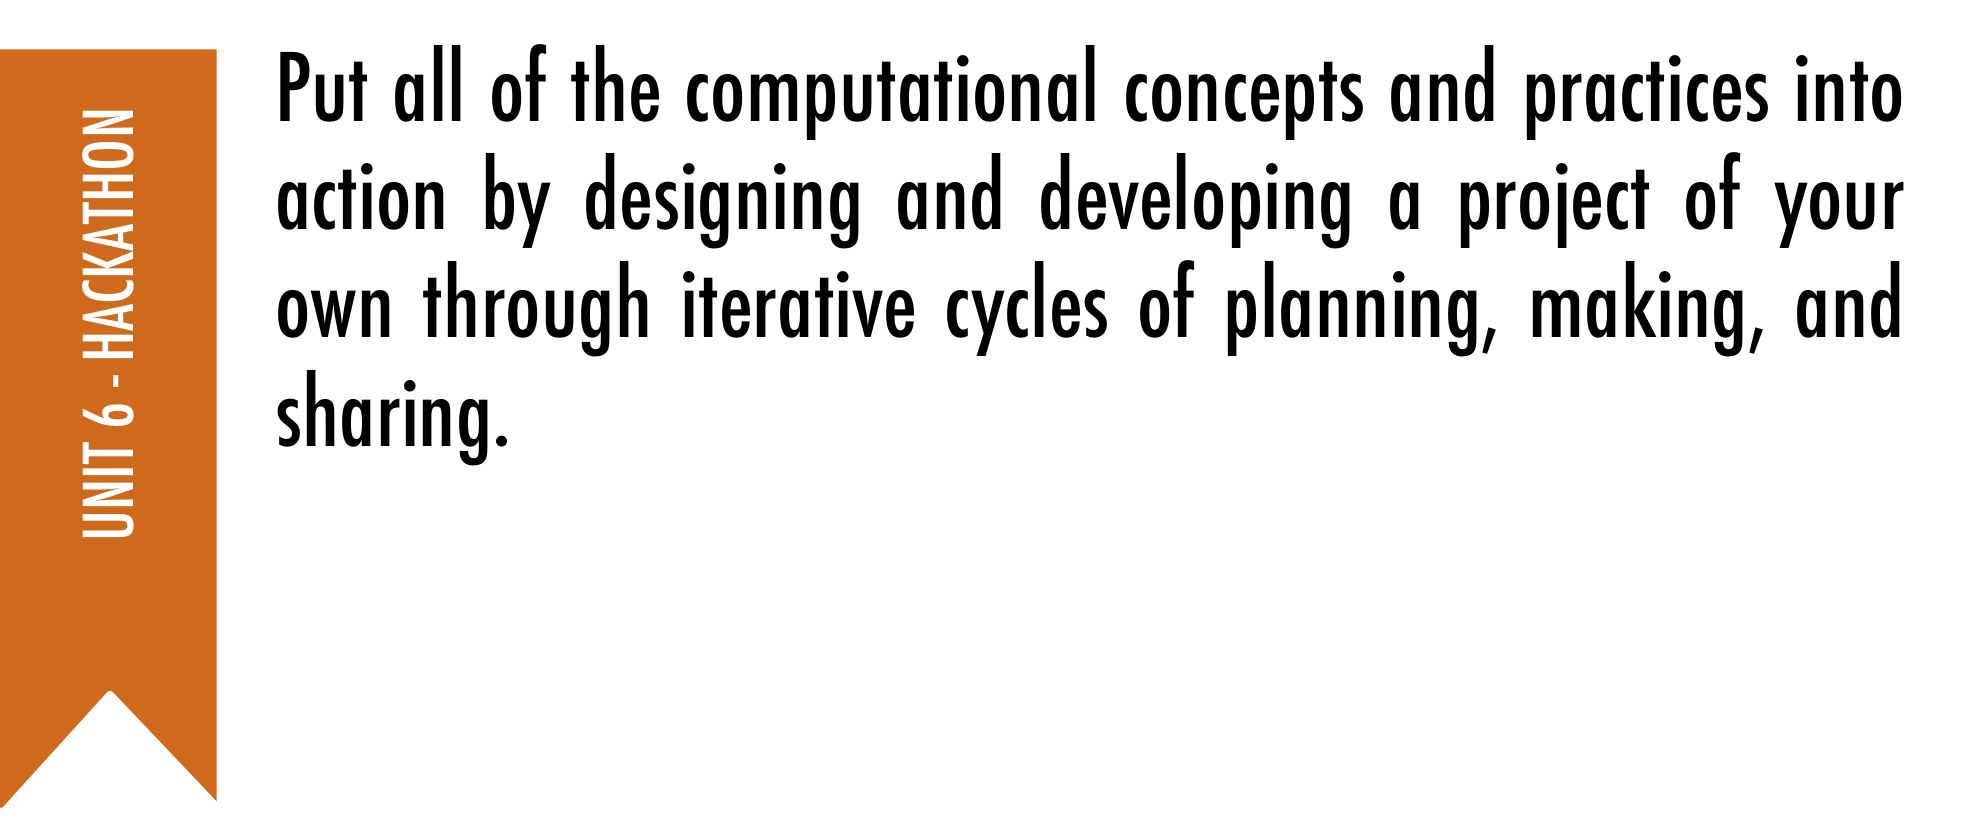 UNIT 6 - HACKATHON
Put all of the computational concepts and practices into
action by designing and developing a project of your
own through iterative cycles of planning, making, and
sharing.